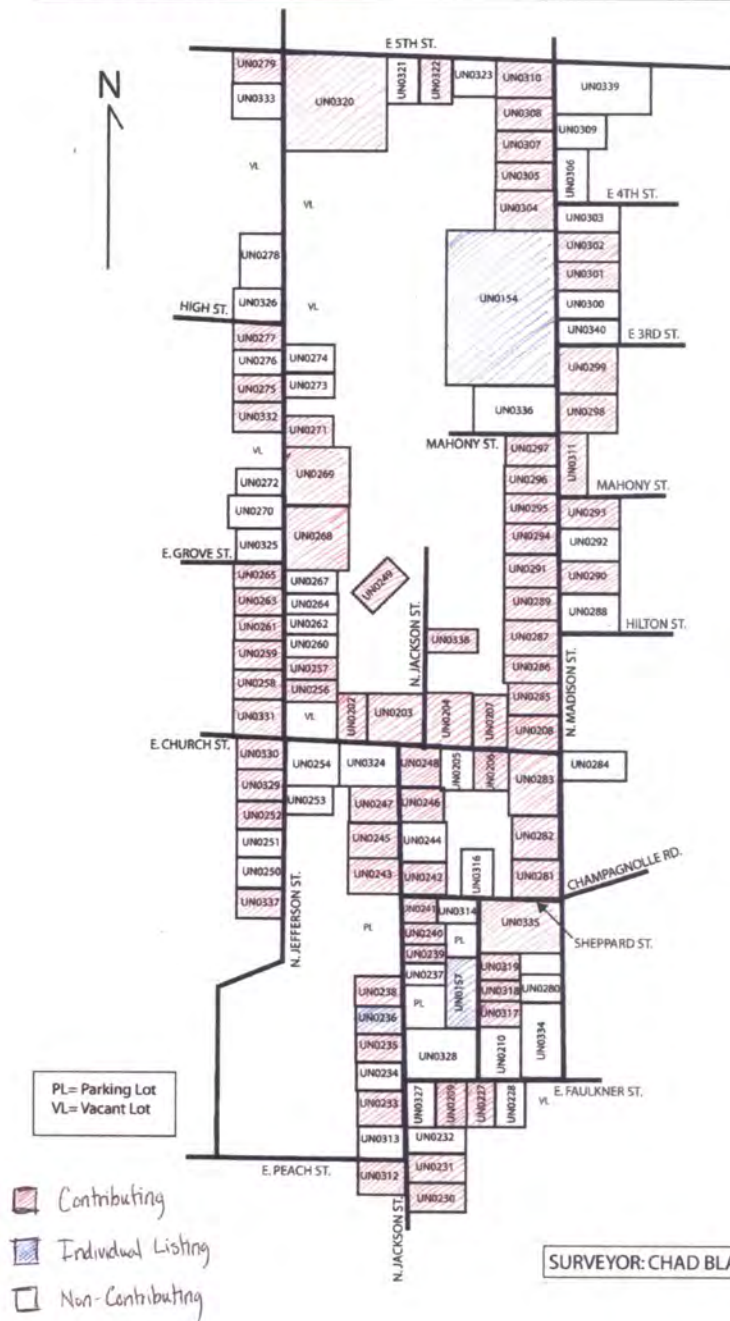 E 5TH ST.
N
UN0279
UN0333
UN0320
UN0321
UN0322
UN0323
UN0310
UN0339
UN0308
UN0309
UN0307
UN0306
UN0305
UN0304
VL
VL
E 4TH ST.
UN0303
UN0302
UN0301
UN0300
UN0340
E 3RD ST.
UN0278
UN0326
VL
HIGH ST.
UN0154
UN0277
UN0276
UN0275
UN0332
UN0274
UN0273
UN0299
UN0298
UN0336
UN0271
MAHONY ST.
UN0297
UN0311
VL
UN0269
UN0272
UN0270
UN0325
UN0268
E. GROVE ST.
UN0296
UN0295
UN0294
UN0291
UN0289
UN0287
UN0286
UN0285
UN0208
MAHONY ST.
UN0293
UN0292
UN0290
UN0288
HILTON ST.
N. MADISON ST.
UN0265
UN0263
UN0261
UN0259
UN0258
UN0331
UN0267
UN0264
UN0262
UN0260
UN0257
UN0256
VL
UN0249
N. JACKSON ST.
UN0338
UN0202
UN0203
UN0204
UN0207
E. CHURCH ST.
UN0330
UN0329
UN0252
UN0251
UN0250
UN0337
UN0254
UN0324
UN0248
UN0205
UN0206
UN0283
UN0284
UN0253
UN0247
UN0246
UN0245
UN0244
UN0243
UN0242
UN0316
UN0282
UN0281
CHAMPAGNOLLE RD.
N. JEFFERSON ST.
PL
UN0241
UN0314
UN0240
PL
UN0239
UN0237
UN0335
SHEPPARD ST.
UN0319
UN0318
UN0280
UN0317
UN0238
UN0236
UN0235
UN0234
UN0233
UN0313
UN0312
PL
UN0157
UN0328
UN0210
UN0334
E. FAULKNER ST.
UN0327
UN0209
UN0227
UN0228
VL
UN0232
UN0231
UN0230
E. PEACH ST.
N. JACKSON ST.
PL= Parking Lot
VL= Vacant Lot
Contributing
Individual Listing
Non-Contributing
SURVEYOR: CHAD BLA